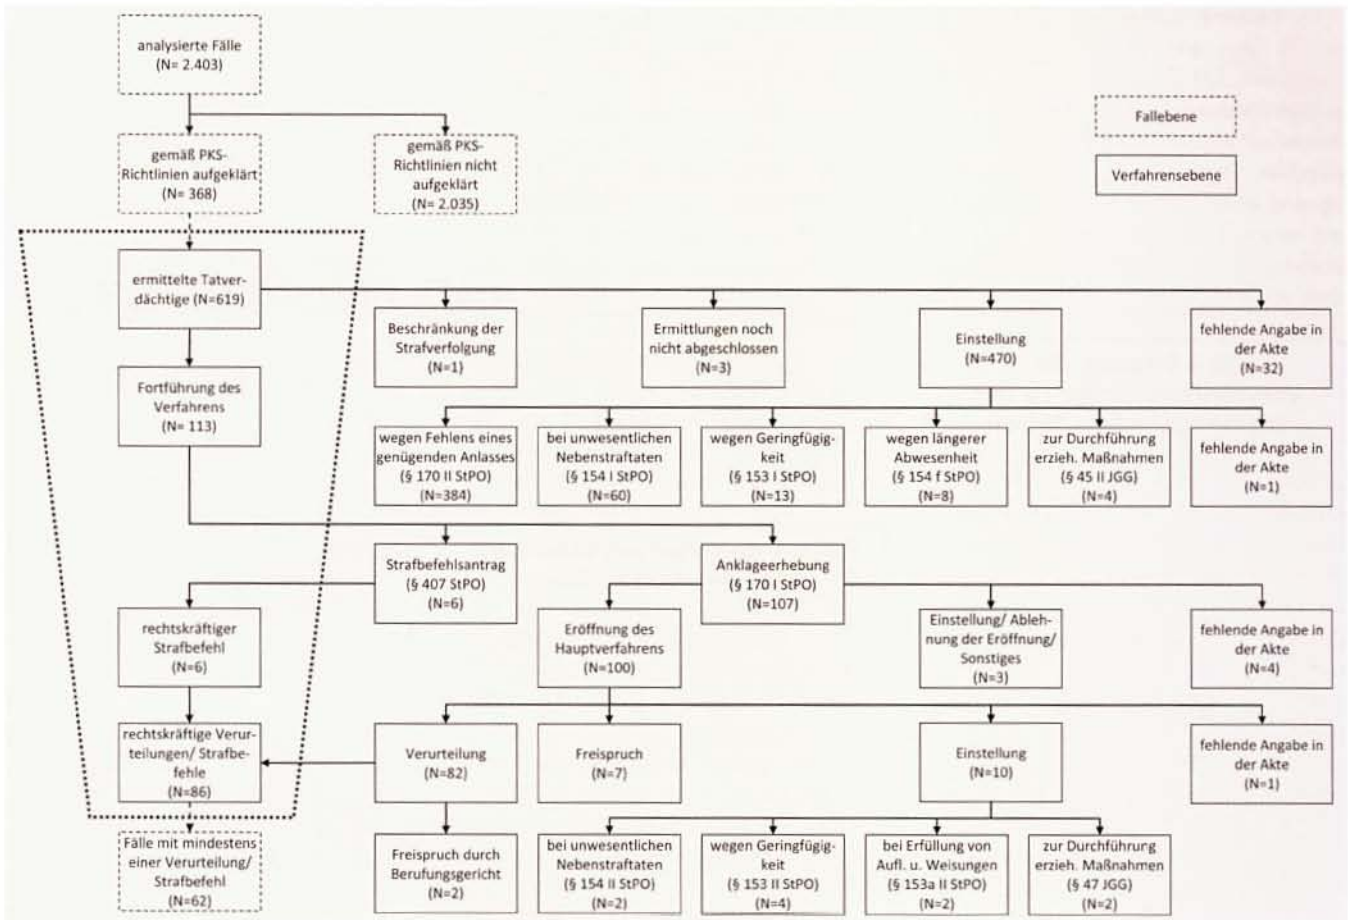 analysierte Fälle
(N= 2.403)
Fallebene
Verfahrensebene
gemäß PKS-
Richtlinien aufgeklärt
(N= 368)
gemäß PKS-
Richtlinien nicht
aufgeklärt
(N= 2.035)
ermittelte Tatver-
dächtige (N=619)
Beschränkung der
Strafverfolgung
(N=1)
Ermittlungen noch
nicht abgeschlossen
(N=3)
Einstellung
(N=470)
fehlende Angabe in
der Akte
(N=32)
Fortführung des
Verfahrens
(N= 113)
wegen Fehlens eines
genügenden Anlasses
(§ 170 II StPO)
(N=384)
bei unwesentlichen
Nebenstraftaten
(§ 154 I StPO)
(N=60)
wegen Geringfügig-
keit
(§ 153 I StPO)
(N=13)
wegen längerer
Abwesenheit
(§ 154 f StPO)
(N=8)
zur Durchführung
erzieh. Maßnahmen
(§ 45 II JGG)
(N=4)
fehlende Angabe in
der Akte
(N=1)
Strafbefehlsantrag
(§ 407 StPO)
(N=6)
Anklageerhebung
(§ 170 I StPO)
(N=107)
rechtskräftiger
Strafbefehl
(N=6)
Eröffnung des
Hauptverfahrens
(N=100)
Einstellung/ Ableh-
nung der Eröffnung/
Sonstiges
(N=3)
fehlende Angabe in
der Akte
(N=4)
rechtskräftige Verur-
teilungen/ Strafbe-
fehle
(N=86)
Verurteilung
(N=82)
Freispruch
(N=7)
Einstellung
(N=10)
fehlende Angabe in
der Akte
(N=1)
Fälle mit mindestens
einer Verurteilung/
Strafbefehl
(N=62)
Freispruch durch
Berufungsgericht
(N=2)
bei unwesentlichen
Nebenstraftaten
(§ 154 II StPO)
(N=2)
wegen Geringfügig-
keit
(§ 153 II StPO)
(N=4)
bei Erfüllung von
Aufl. u. Weisungen
(§ 153a II StPO)
(N=2)
zur Durchführung
erzieh. Maßnahmen
(§ 47 JGG)
(N=2)